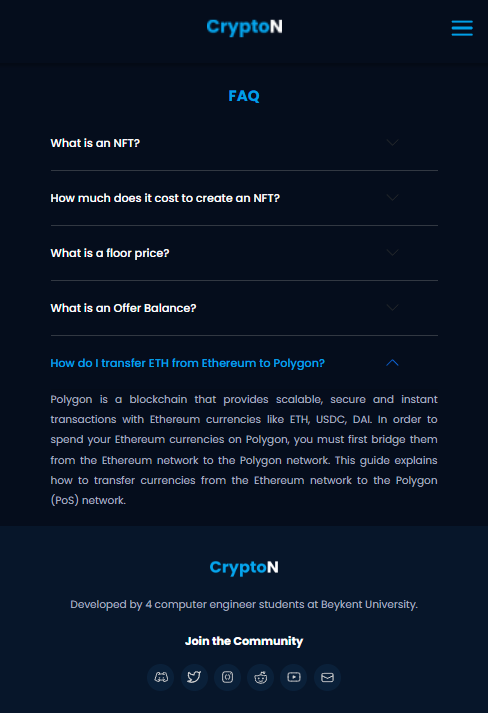 CryptoN
FAQ
What is an NFT?
How much does it cost to create an NFT?
What is a floor price?
What is an Offer Balance?
How do I transfer ETH from Ethereum to Polygon?
Polygon is a blockchain that provides scalable, secure and instant
transactions with Ethereum currencies like ETH, USDC, DAI. In order to
spend your Ethereum currencies on Polygon, you must first bridge them
from the Ethereum network to the Polygon network. This guide explains
how to transfer currencies from the Ethereum network to the Polygon
(PoS) network.
CryptoN
Developed by 4 computer engineer students at Beykent University.
Join the Community